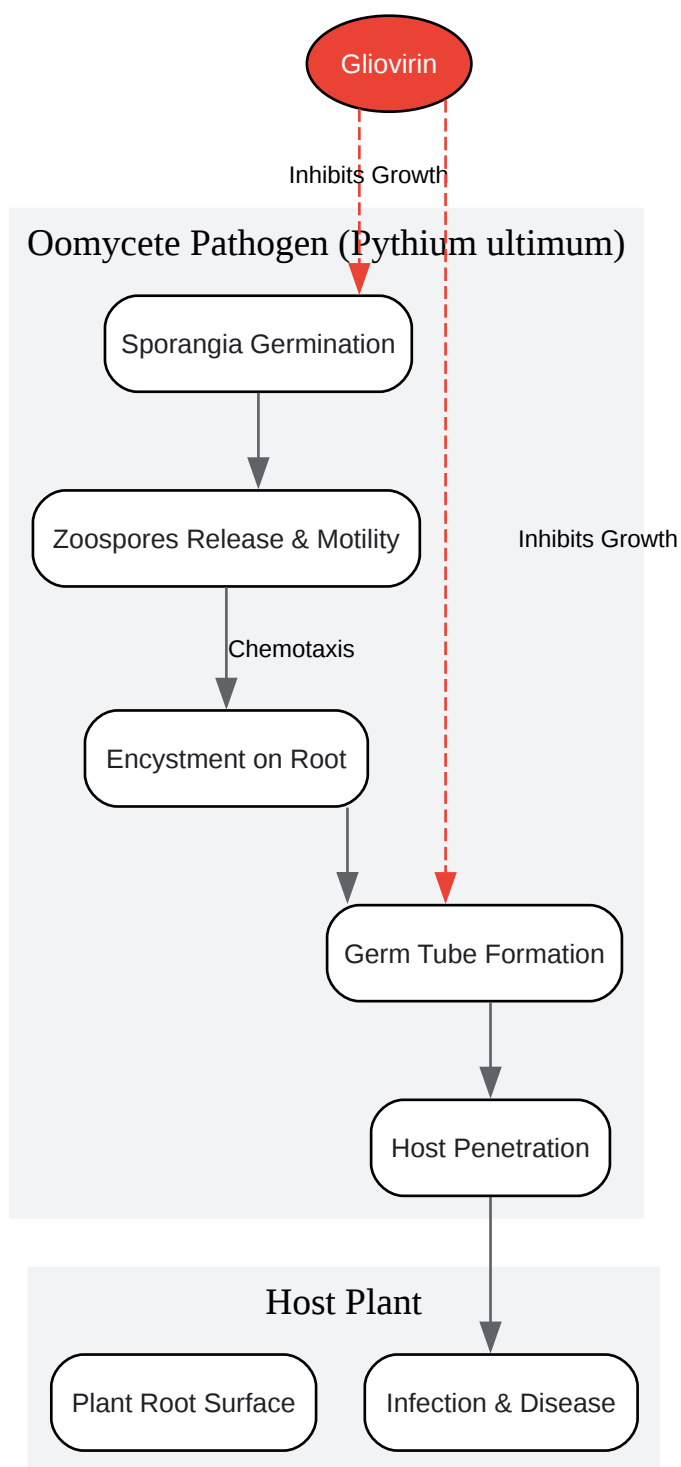 Gliovirin
Inhibits Growth
Oomycete Pathogen (Pythium ultimum)
Sporangia Germination
Zoospores Release & Motility
Inhibits Growth
Chemotaxis
Encystment on Root
Germ Tube Formation
Host Penetration
Host Plant
Plant Root Surface
Infection & Disease